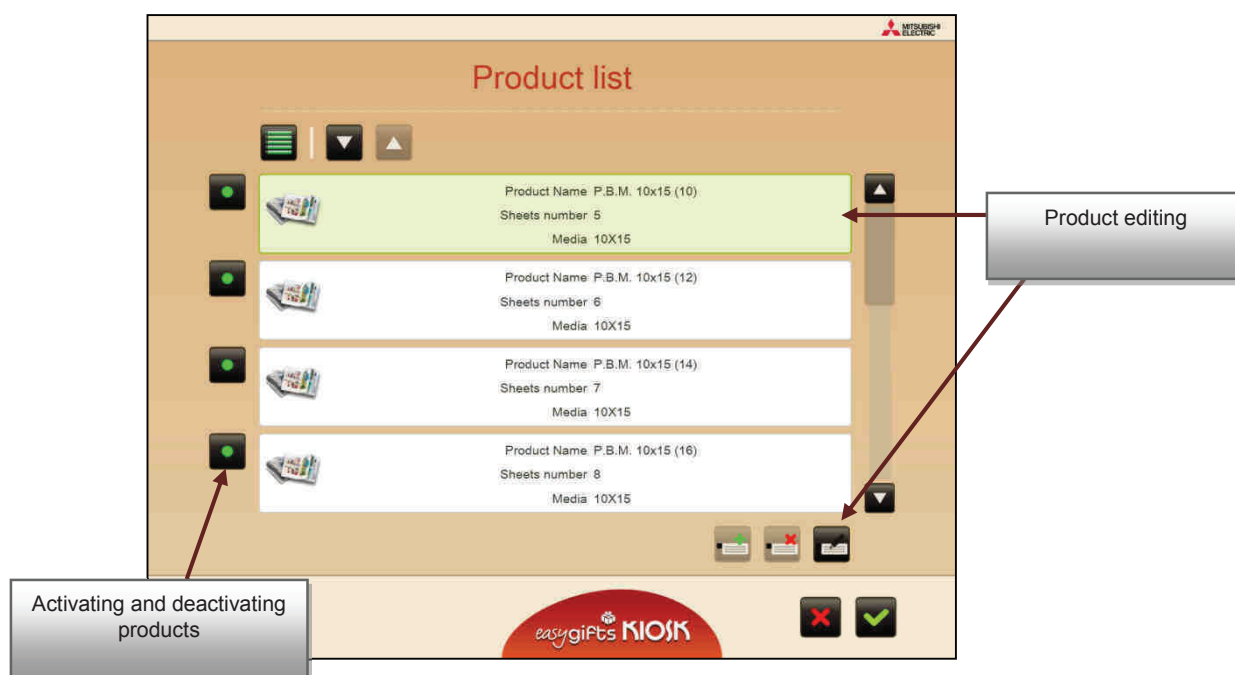 MITSUBISHI
ELECTRIC
Product list
Product Name P.B.M. 10x15 (10)
Sheets number 5
Media 10X15
Product editing
Product Name P.B.M. 10x15 (12)
Sheets number 6
Media 10X15
Product Name P.B.M. 10x15 (14)
Sheets number 7
Media 10X15
Product Name P.B.M. 10x15 (16)
Sheets number 8
Media 10X15
Activating and deactivating
products
easygifts KIOSK